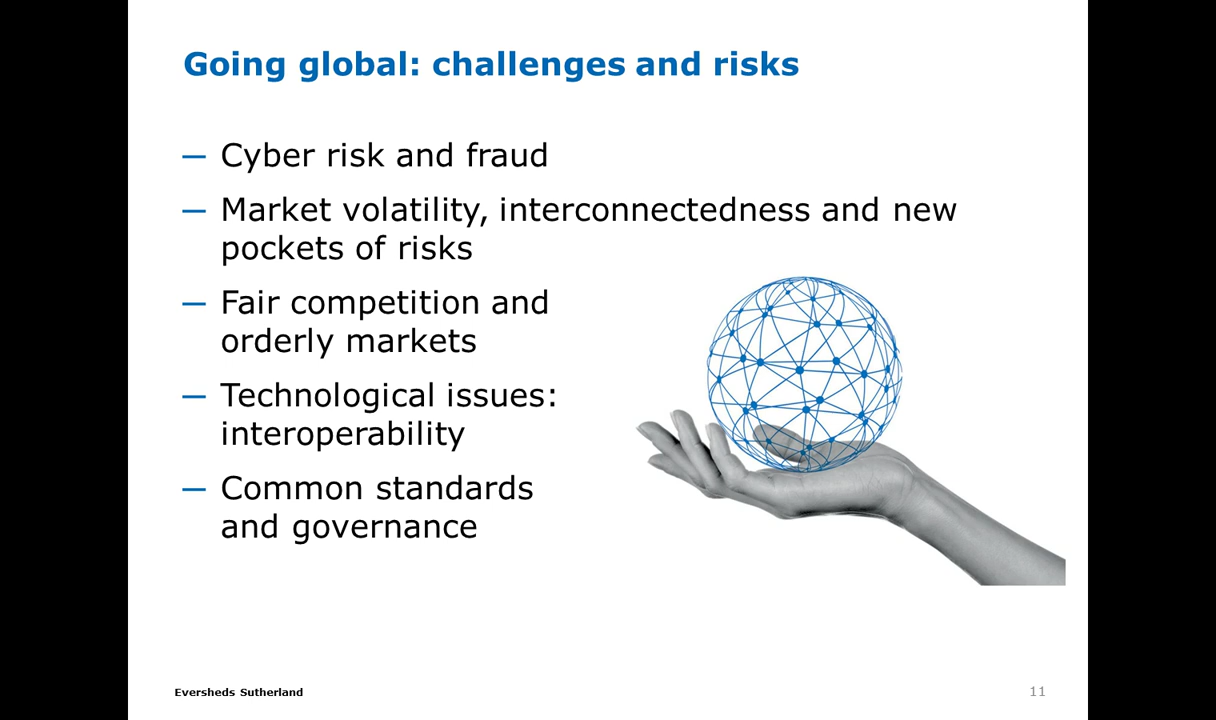 Going global: challenges and risks
— Cyber risk and fraud
— Market volatility, interconnectedness and new
pockets of risks
— Fair competition and
orderly markets
— Technological issues:
interoperability
— Common standards
and governance
Eversheds Sutherland
11